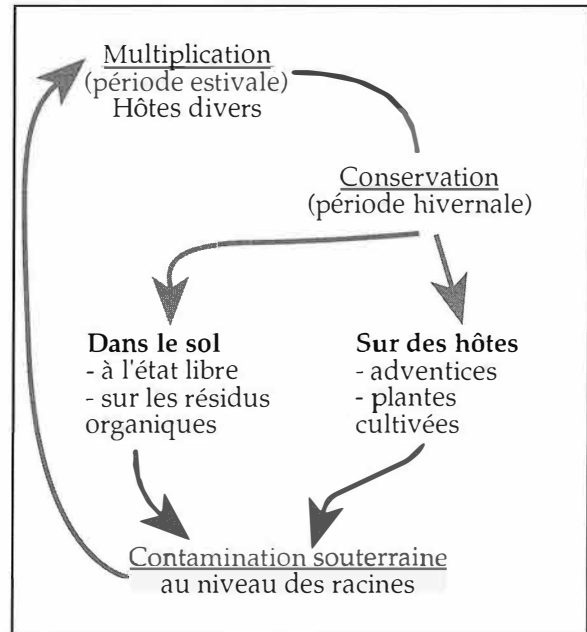 Multiplication
(période estivale)
Hôtes divers
Conservation
(période hivernale)
Dans le sol
- à l'état libre
- sur les résidus
organiques
Sur des hôtes
- adventices
- plantes
cultivées
Contamination souterraine
au niveau des racines